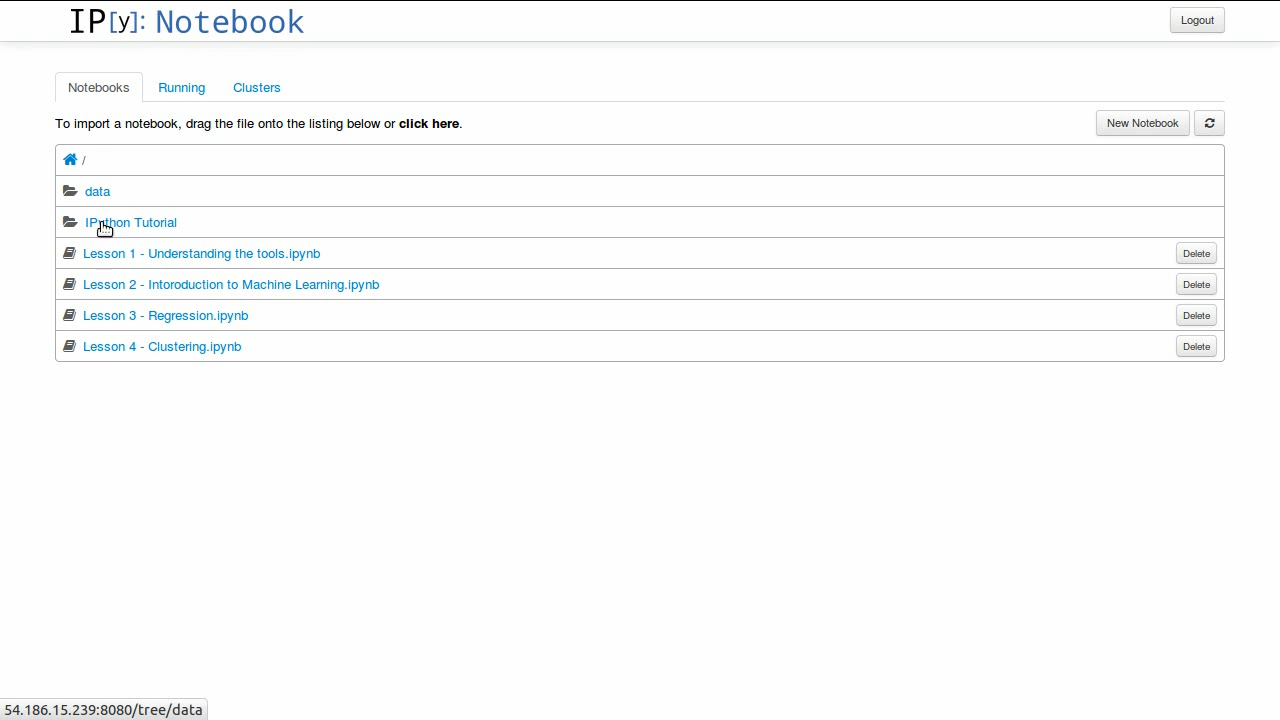 IP[y]: Notebook
Logout
Notebooks Running Clusters
To import a notebook, drag the file onto the listing below or click here.
New Notebook
/
data
IPython Tutorial
Lesson 1 - Understanding the tools.ipynb Delete
Lesson 2 - Intoroduction to Machine Learning.ipynb Delete
Lesson 3 - Regression.ipynb Delete
Lesson 4 - Clustering.ipynb Delete
54.186.15.239:8080/tree/data